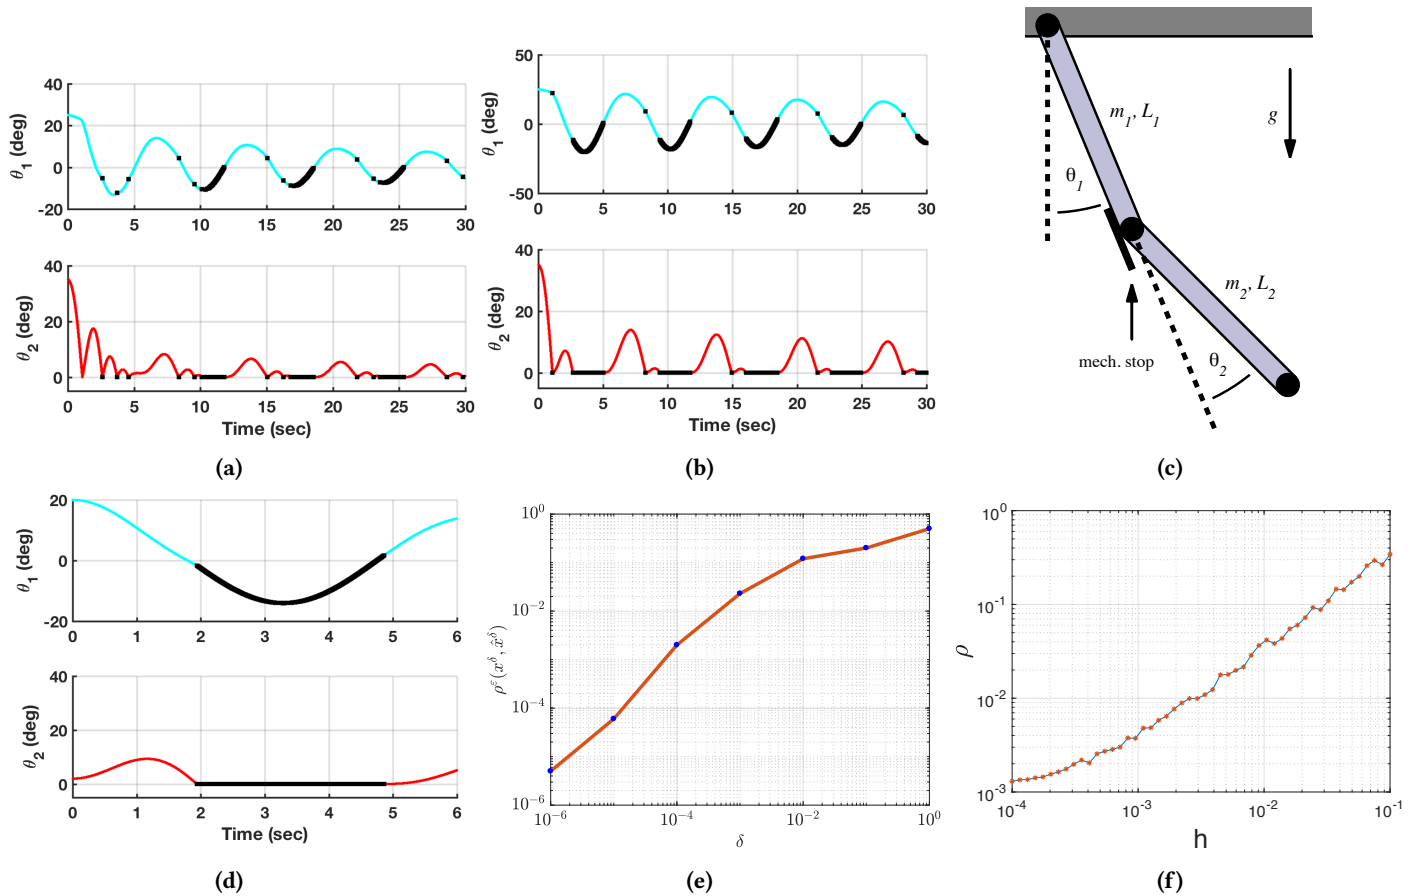 40
20
0
-20
θ1 (deg)
0 5 10 15 20 25 30
40
20
0
θ2 (deg)
0 5 10 15 20 25 30
Time (sec)
(a)
50
0
-50
θ1 (deg)
0 5 10 15 20 25 30
40
20
0
θ2 (deg)
0 5 10 15 20 25 30
Time (sec)
(b)
g
m1, L1
θ1
m2, L2
mech. stop
θ2
(c)
20
0
-20
θ1 (deg)
0 1 2 3 4 5 6
40
20
0
θ2 (deg)
0 1 2 3 4 5 6
Time (sec)
(d)
10^0
10^-2
10^-4
10^-6
ρ^ε(x^δ, x̂^δ)
10^-6 10^-4 10^-2 10^0
δ
(e)
10^0
10^-1
10^-2
10^-3
ρ
10^-4 10^-3 10^-2 10^-1
h
(f)